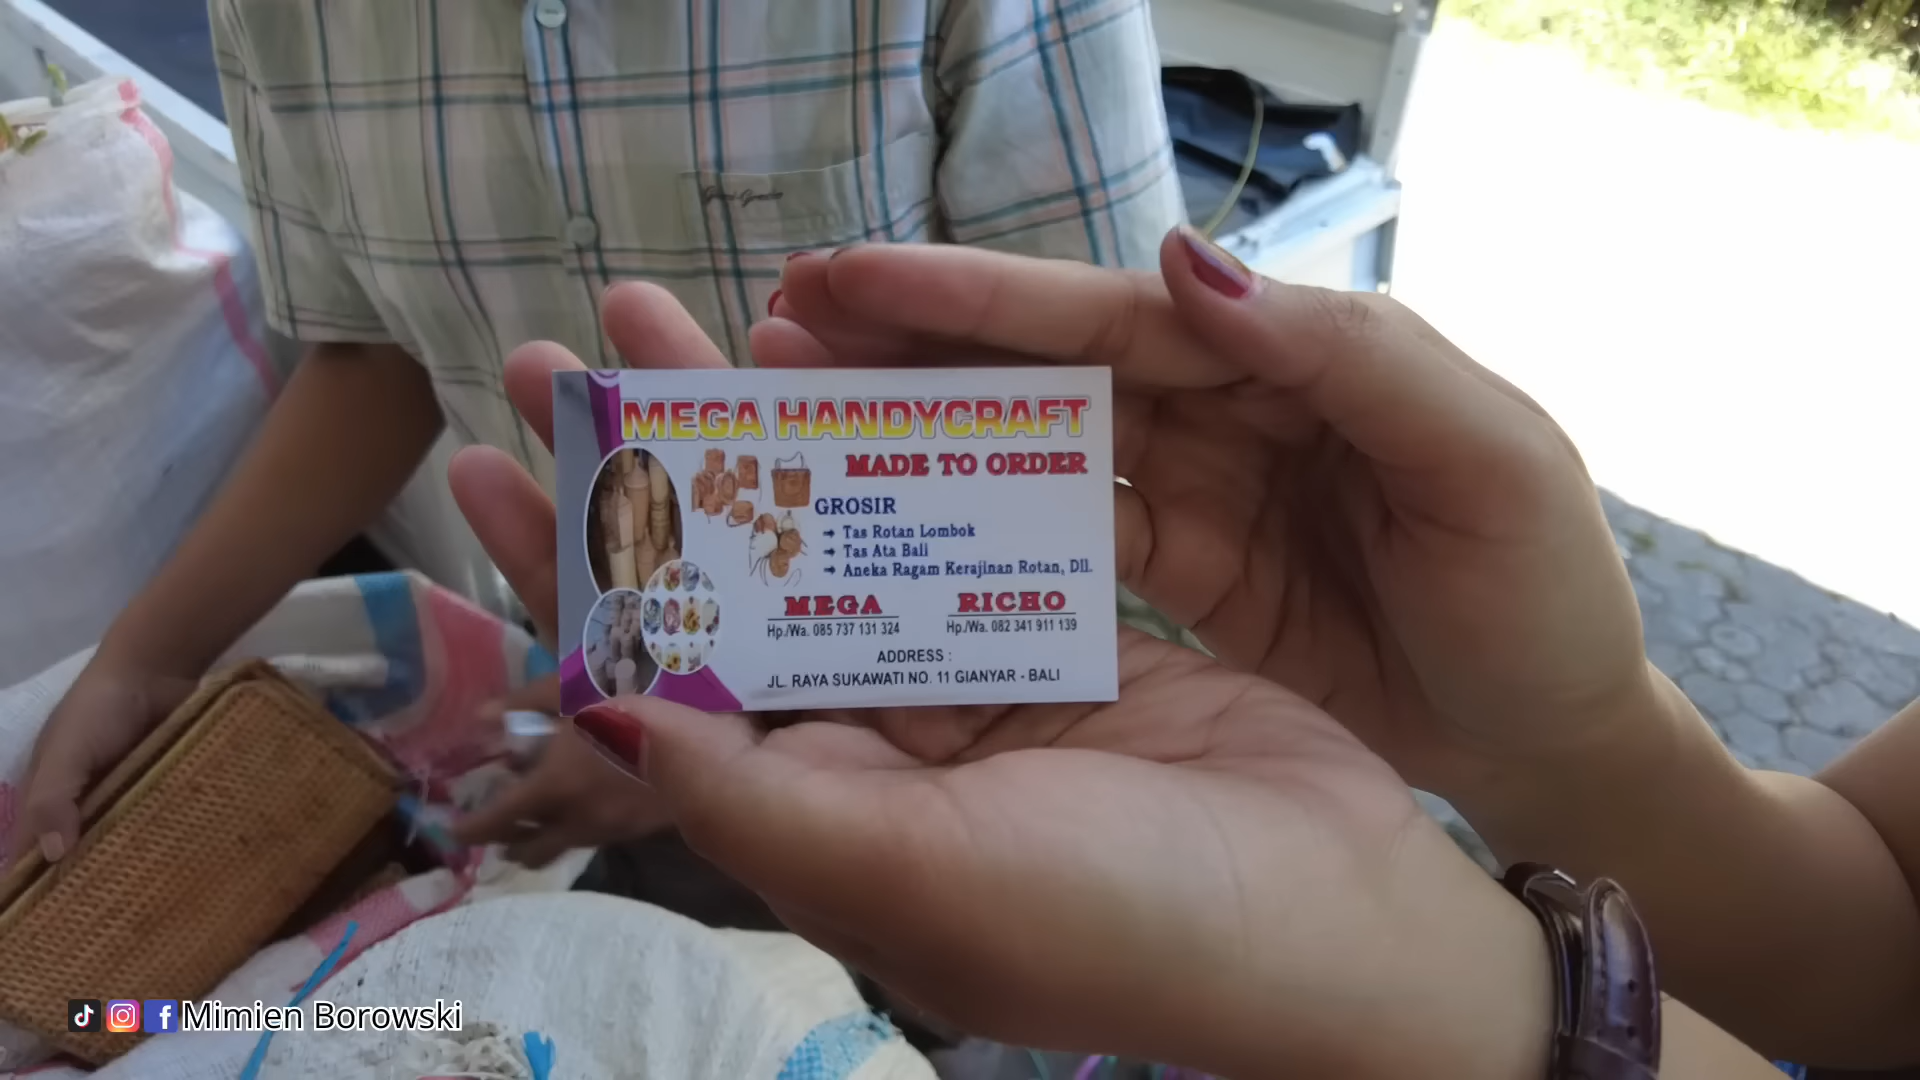 MEGA HANDYCRAFT
MADE TO ORDER
GROSIR
➞ Tas Rotan Lombok
➞ Tas Ata Bali
➞ Aneka Ragam Kerajinan Rotan, Dll.
MEGA
Hp./Wa. 085 737 131 324
RICHO
Hp./Wa. 082 341 911 139
ADDRESS :
JL. RAYA SUKAWATI NO. 11 GIANYAR - BALI
Mimien Borowski